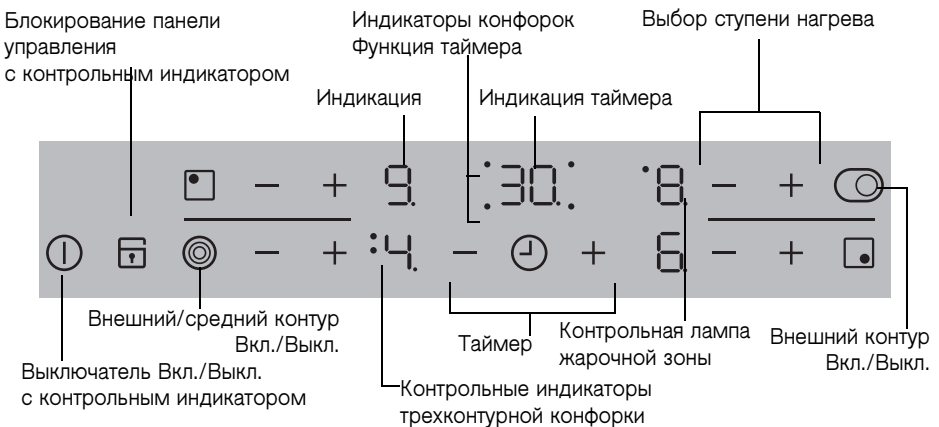 Блокирование панели
управления
с контрольным индикатором
Индикаторы конфорок
Функция таймера
Выбор ступени нагрева
Индикация
Индикация таймера
− + 9. 30. 8. − +
− + 4. − + 6. − +
Внешний/средний контур
Вкл./Выкл.
Таймер
Контрольная лампа
жарочной зоны
Внешний контур
Вкл./Выкл.
Выключатель Вкл./Выкл.
с контрольным индикатором
Контрольные индикаторы
трехконтурной конфорки